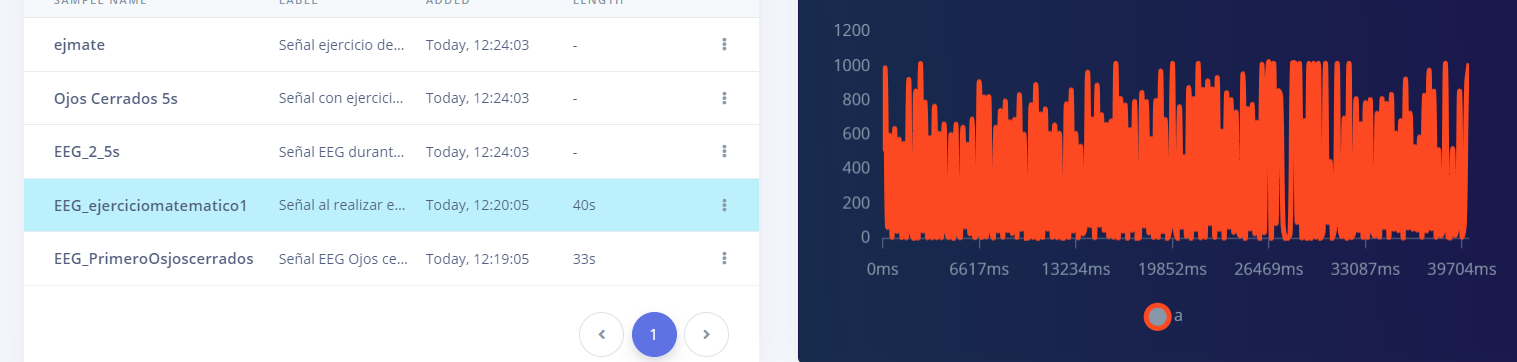 SAMPLE NAME LABEL ADDED LENGTH
ejmate Señal ejercicio de... Today, 12:24:03 -
Ojos Cerrados 5s Señal con ejercici... Today, 12:24:03 -
EEG_2_5s Señal EEG durant... Today, 12:24:03 -
EEG_ejerciciomatematico1 Señal al realizar e... Today, 12:20:05 40s
EEG_PrimeroOsjoscerrados Señal EEG Ojos ce... Today, 12:19:05 33s
1
1200
1000
800
600
400
200
0
0ms 6617ms 13234ms 19852ms 26469ms 33087ms 39704ms
a